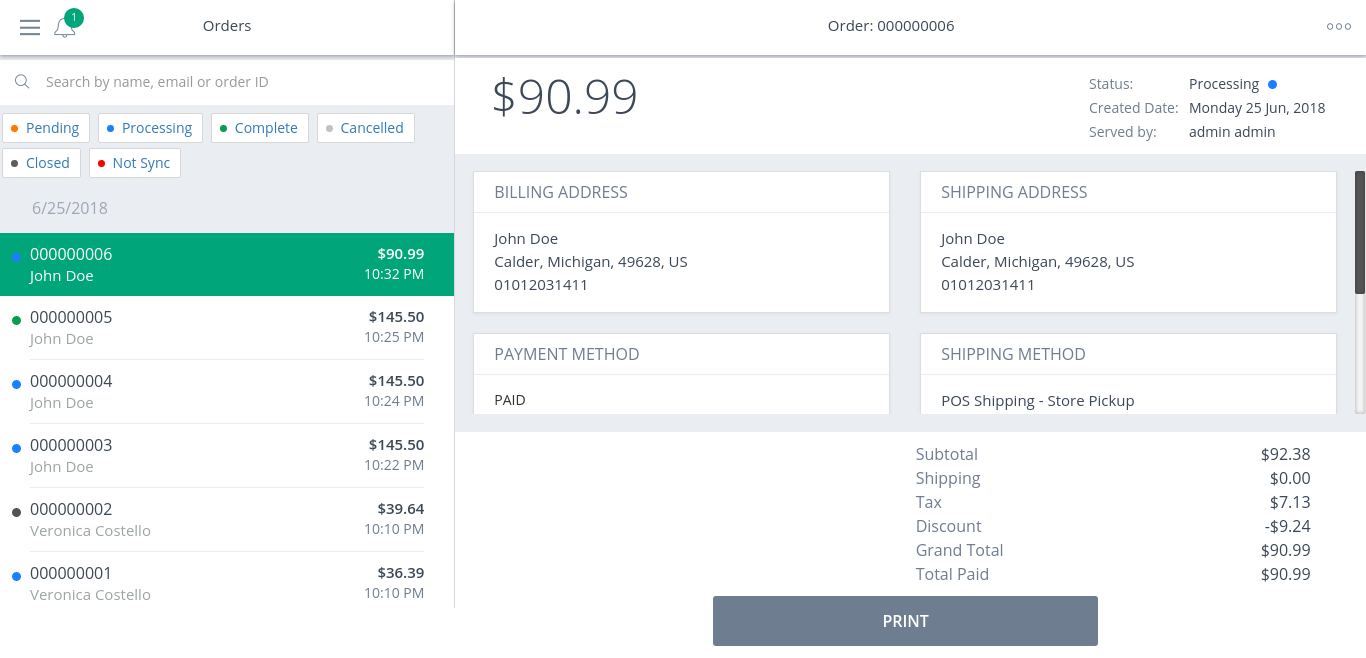 1
Orders
Search by name, email or order ID
Pending
Processing
Complete
Cancelled
Closed
Not Sync
6/25/2018
000000006 $90.99
John Doe 10:32 PM
000000005 $145.50
John Doe 10:25 PM
000000004 $145.50
John Doe 10:24 PM
000000003 $145.50
John Doe 10:22 PM
000000002 $39.64
Veronica Costello 10:10 PM
000000001 $36.39
Veronica Costello 10:10 PM
Order: 000000006
$90.99
Status: Processing
Created Date: Monday 25 Jun, 2018
Served by: admin admin
BILLING ADDRESS
John Doe
Calder, Michigan, 49628, US
01012031411
SHIPPING ADDRESS
John Doe
Calder, Michigan, 49628, US
01012031411
PAYMENT METHOD
PAID
SHIPPING METHOD
POS Shipping - Store Pickup
Subtotal $92.38
Shipping $0.00
Tax $7.13
Discount -$9.24
Grand Total $90.99
Total Paid $90.99
PRINT